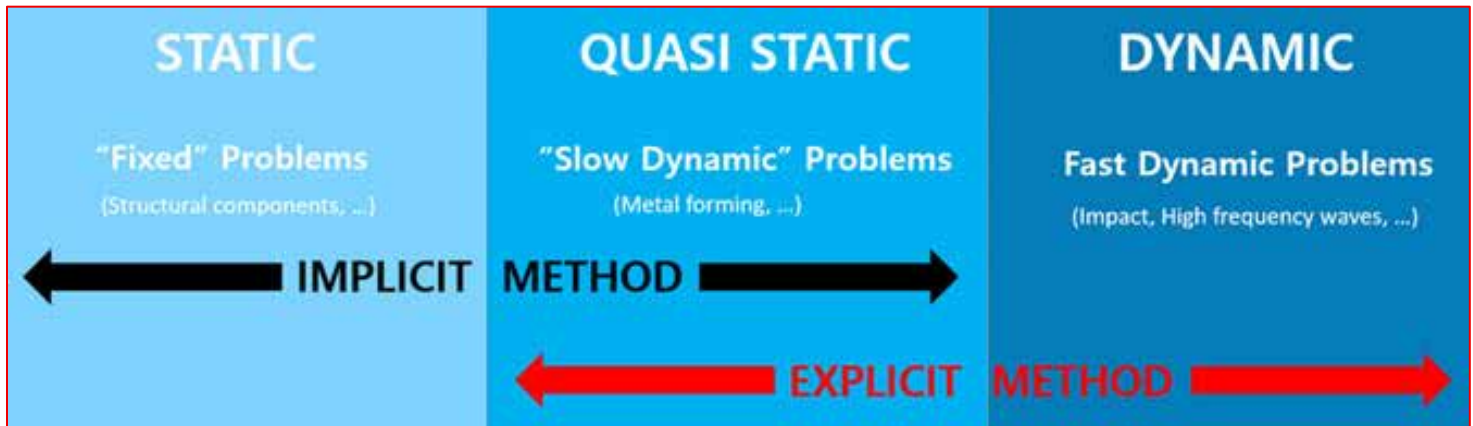 STATIC
"Fixed" Problems
(Structural components, ...)
QUASI STATIC
"Slow Dynamic" Problems
(Metal forming, ...)
DYNAMIC
Fast Dynamic Problems
(Impact, High frequency waves, ...)
IMPLICIT METHOD
EXPLICIT METHOD